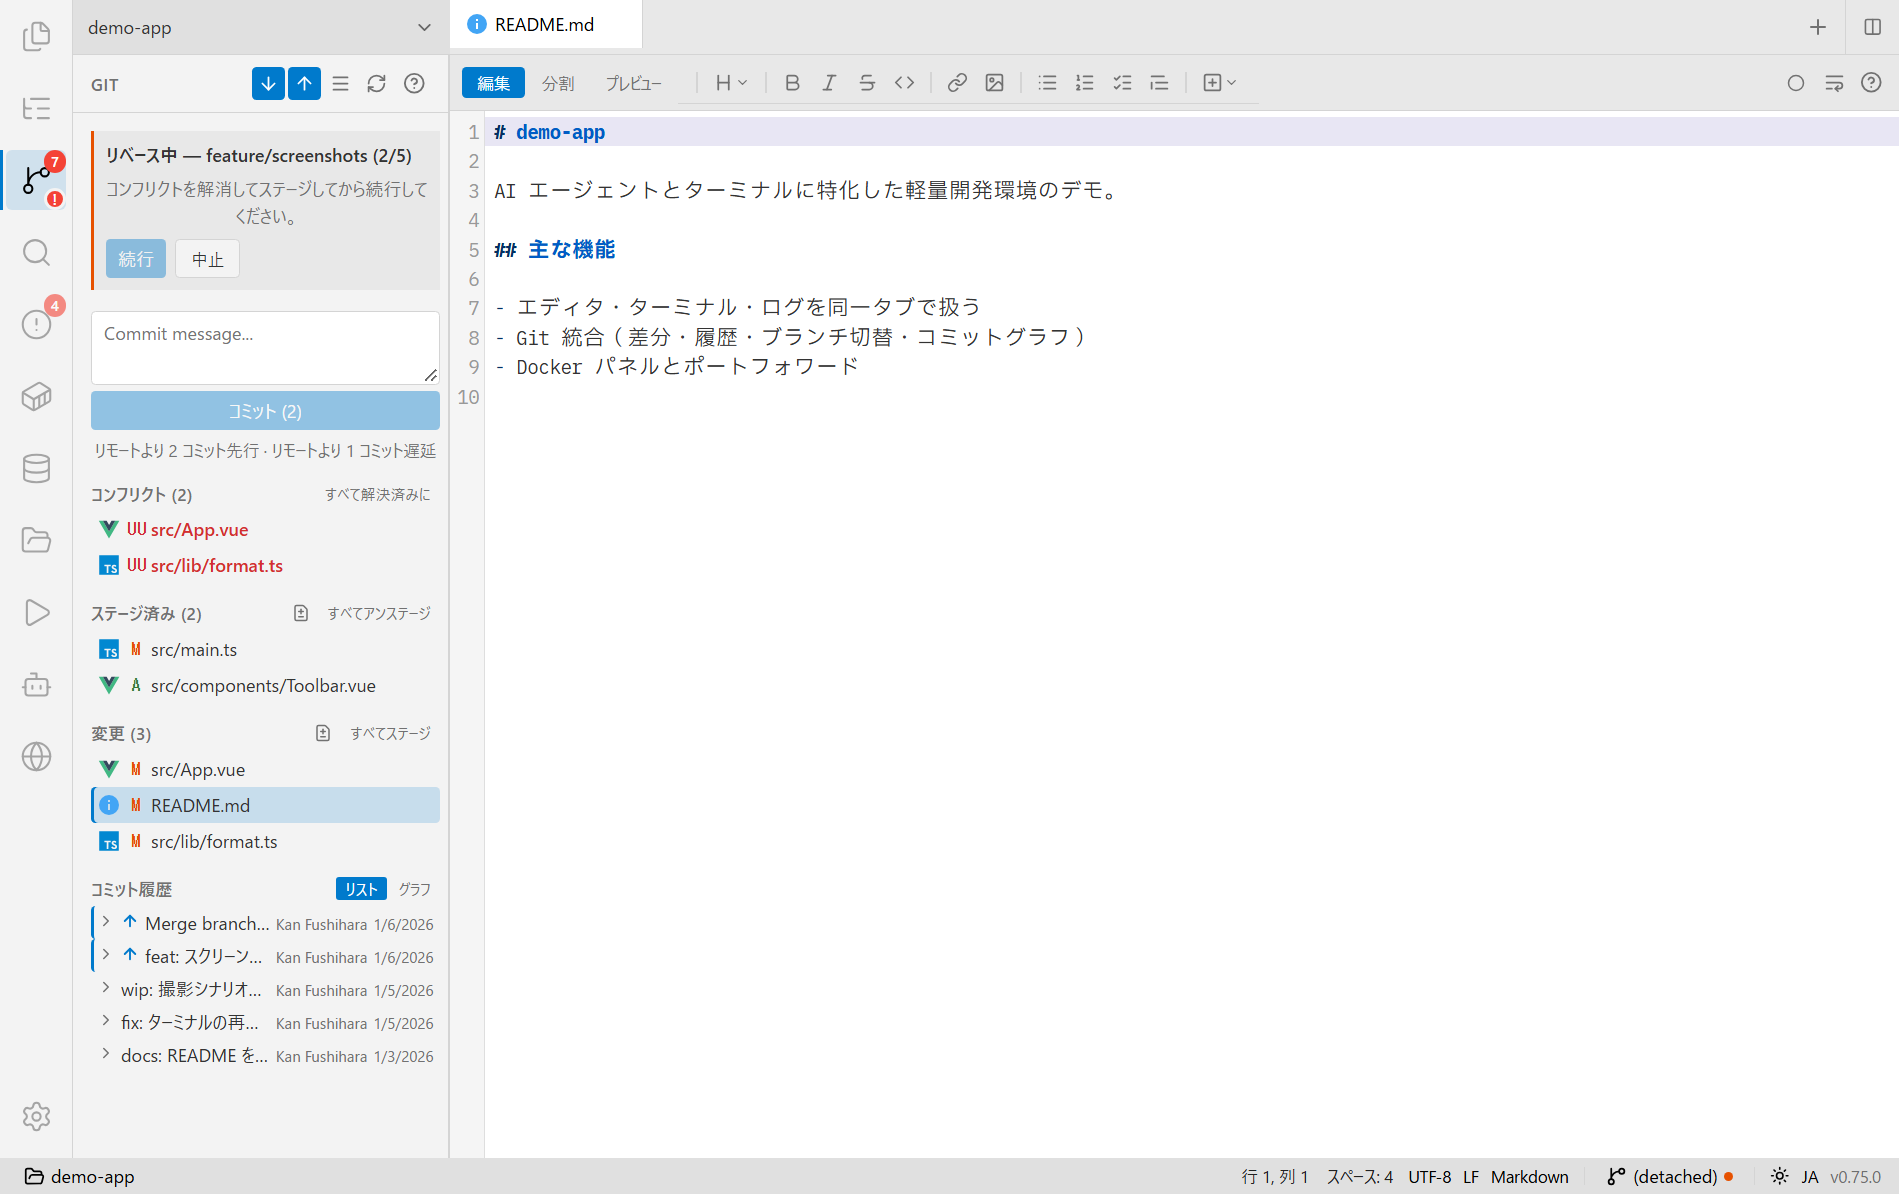 demo-app
README.md
GIT
編集
分割
プレビュー
H
7
!
4
リベース中 — feature/screenshots (2/5)
コンフリクトを解消してステージしてから続行して
ください。
続行
中止
Commit message...
コミット (2)
リモートより 2 コミット先行 · リモートより 1 コミット遅延
コンフリクト (2)
すべて解決済みに
UU src/App.vue
TS UU src/lib/format.ts
ステージ済み (2)
すべてアンステージ
TS M src/main.ts
A src/components/Toolbar.vue
変更 (3)
すべてステージ
M src/App.vue
M README.md
TS M src/lib/format.ts
コミット履歴
リスト
グラフ
Merge branch... Kan Fushihara 1/6/2026
feat: スクリーン... Kan Fushihara 1/6/2026
wip: 撮影シナリオ... Kan Fushihara 1/5/2026
fix: ターミナルの再... Kan Fushihara 1/5/2026
docs: README を... Kan Fushihara 1/3/2026
1 # demo-app
2
3 AI エージェントとターミナルに特化した軽量開発環境のデモ。
4
5 ## 主な機能
6
7 - エディタ・ターミナル・ログを同一タブで扱う
8 - Git 統合（差分・履歴・ブランチ切替・コミットグラフ）
9 - Docker パネルとポートフォワード
10
demo-app
行 1, 列 1
スペース: 4
UTF-8
LF
Markdown
(detached)
JA
v0.75.0